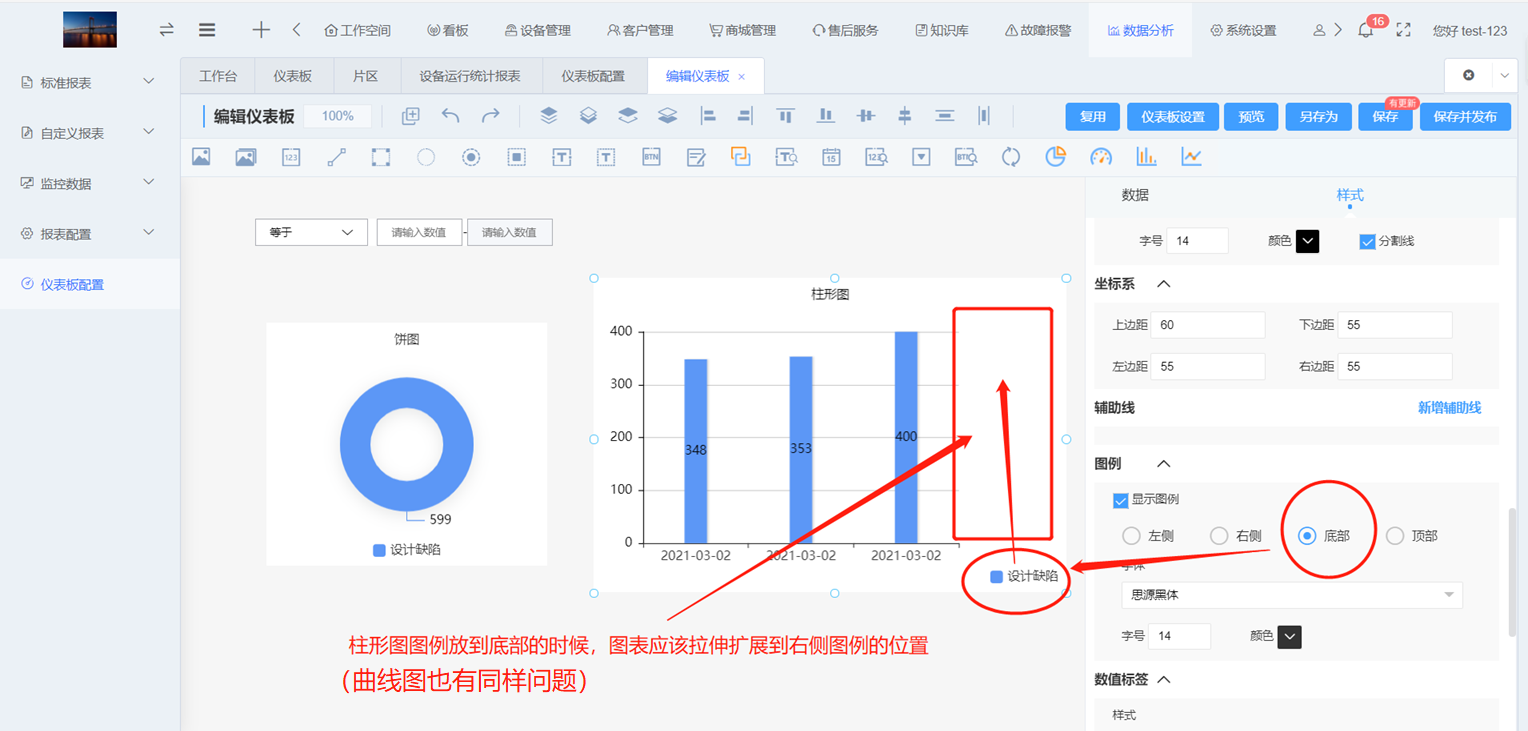 工作空间
看板
设备管理
客户管理
商城管理
售后服务
知识库
故障报警
数据分析
系统设置
16
您好 test-123
标准报表
自定义报表
监控数据
报表配置
仪表板配置
工作台
仪表板
片区
设备运行统计报表
仪表板配置
编辑仪表板 ×
编辑仪表板
100%
复用
仪表板设置
预览
另存为
保存
有更新
保存并发布
123
T
T
BTN
T
15
123
BTN
等于
请输入数值
-
请输入数值
饼图
599
设计缺陷
柱形图
400
300
200
100
0
348
353
400
2021-03-02
2021-03-02
2021-03-02
设计缺陷
柱形图图例放到底部的时候，图表应该拉伸扩展到右侧图例的位置
（曲线图也有同样问题）
数据
样式
字号 14
颜色
分割线
坐标系
上边距 60
下边距 55
左边距 55
右边距 55
辅助线
新增辅助线
图例
显示图例
左侧
右侧
底部
顶部
字体
思源黑体
字号 14
颜色
数值标签
样式